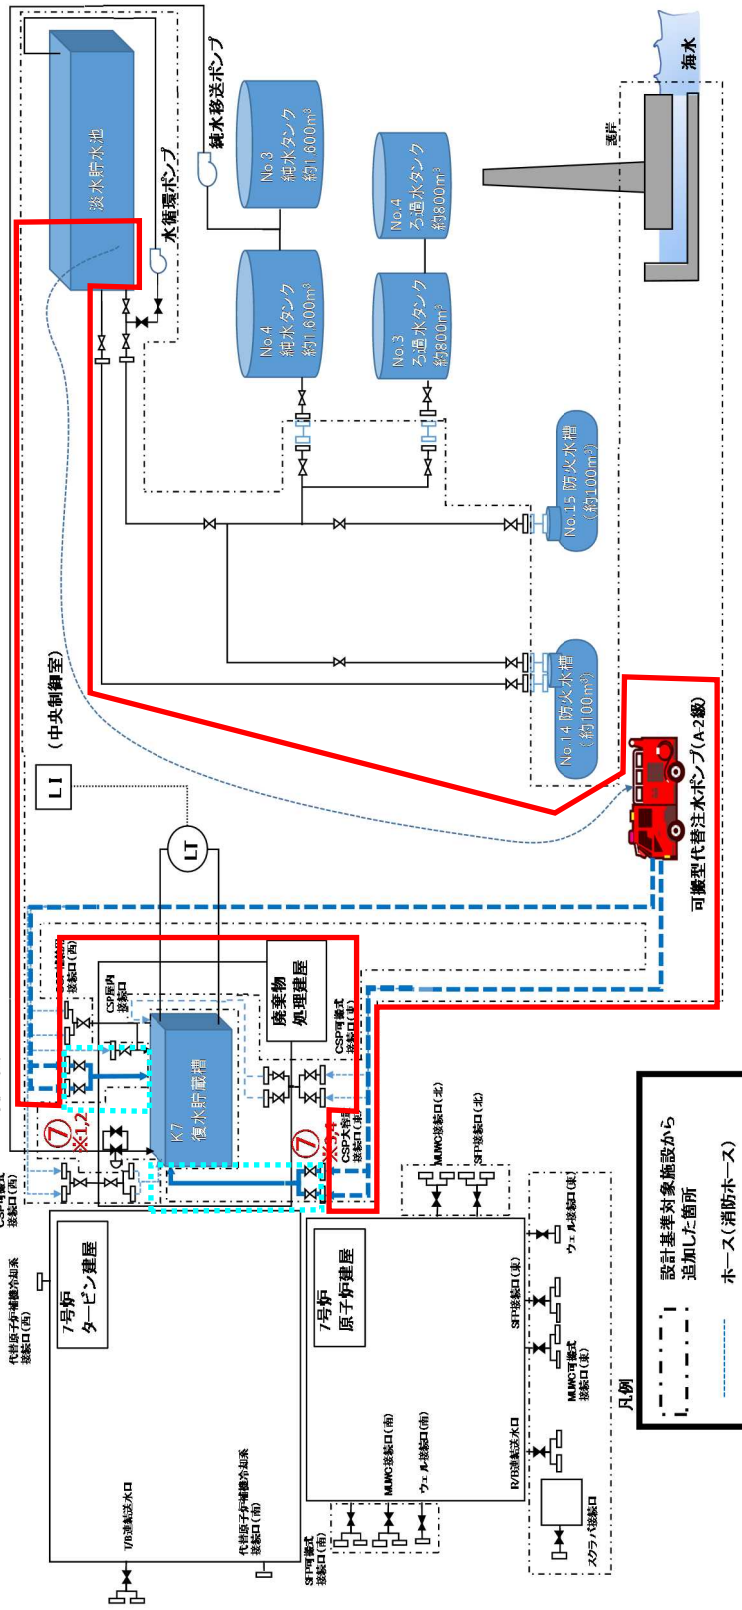 淡水貯水池
水循環ポンプ
純水移送ポンプ
No.3
純水タンク
約1,600m³
No.4
純水タンク
約1,600m³
No.4
ろ過水タンク
約800m³
No.3
ろ過水タンク
約800m³
No.15 防火水槽
(約100m³)
No.14 防火水槽
(約100m³)
護岸
海水
可搬型代替注水ポンプ(A-2級)
(中央制御室)
LI
LT
接続口(西)
CSP屋内
接続口
K7
復水貯蔵槽
廃棄物
処理建屋
CSP可搬式
接続口(東)
CSP大容量
接続口(東)
⑦
※1,2
⑦
接続口(西)
代替原子炉補機冷却系
接続口(西)
7号炉
タービン建屋
T/B連結送水口
代替原子炉補機冷却系
接続口(南)
7号炉
原子炉建屋
MUWC接続口(北)
SFP接続口(北)
SFP可搬式
接続口(南)
MUWC接続口(南)
ウェル接続口(南)
R/B連結送水口
スクラバ接続口
MUWC可搬式
接続口(東)
SFP接続口(東)
ウェル接続口(東)
凡例
設計基準対象施設から
追加した箇所
ホース(消防ホース)